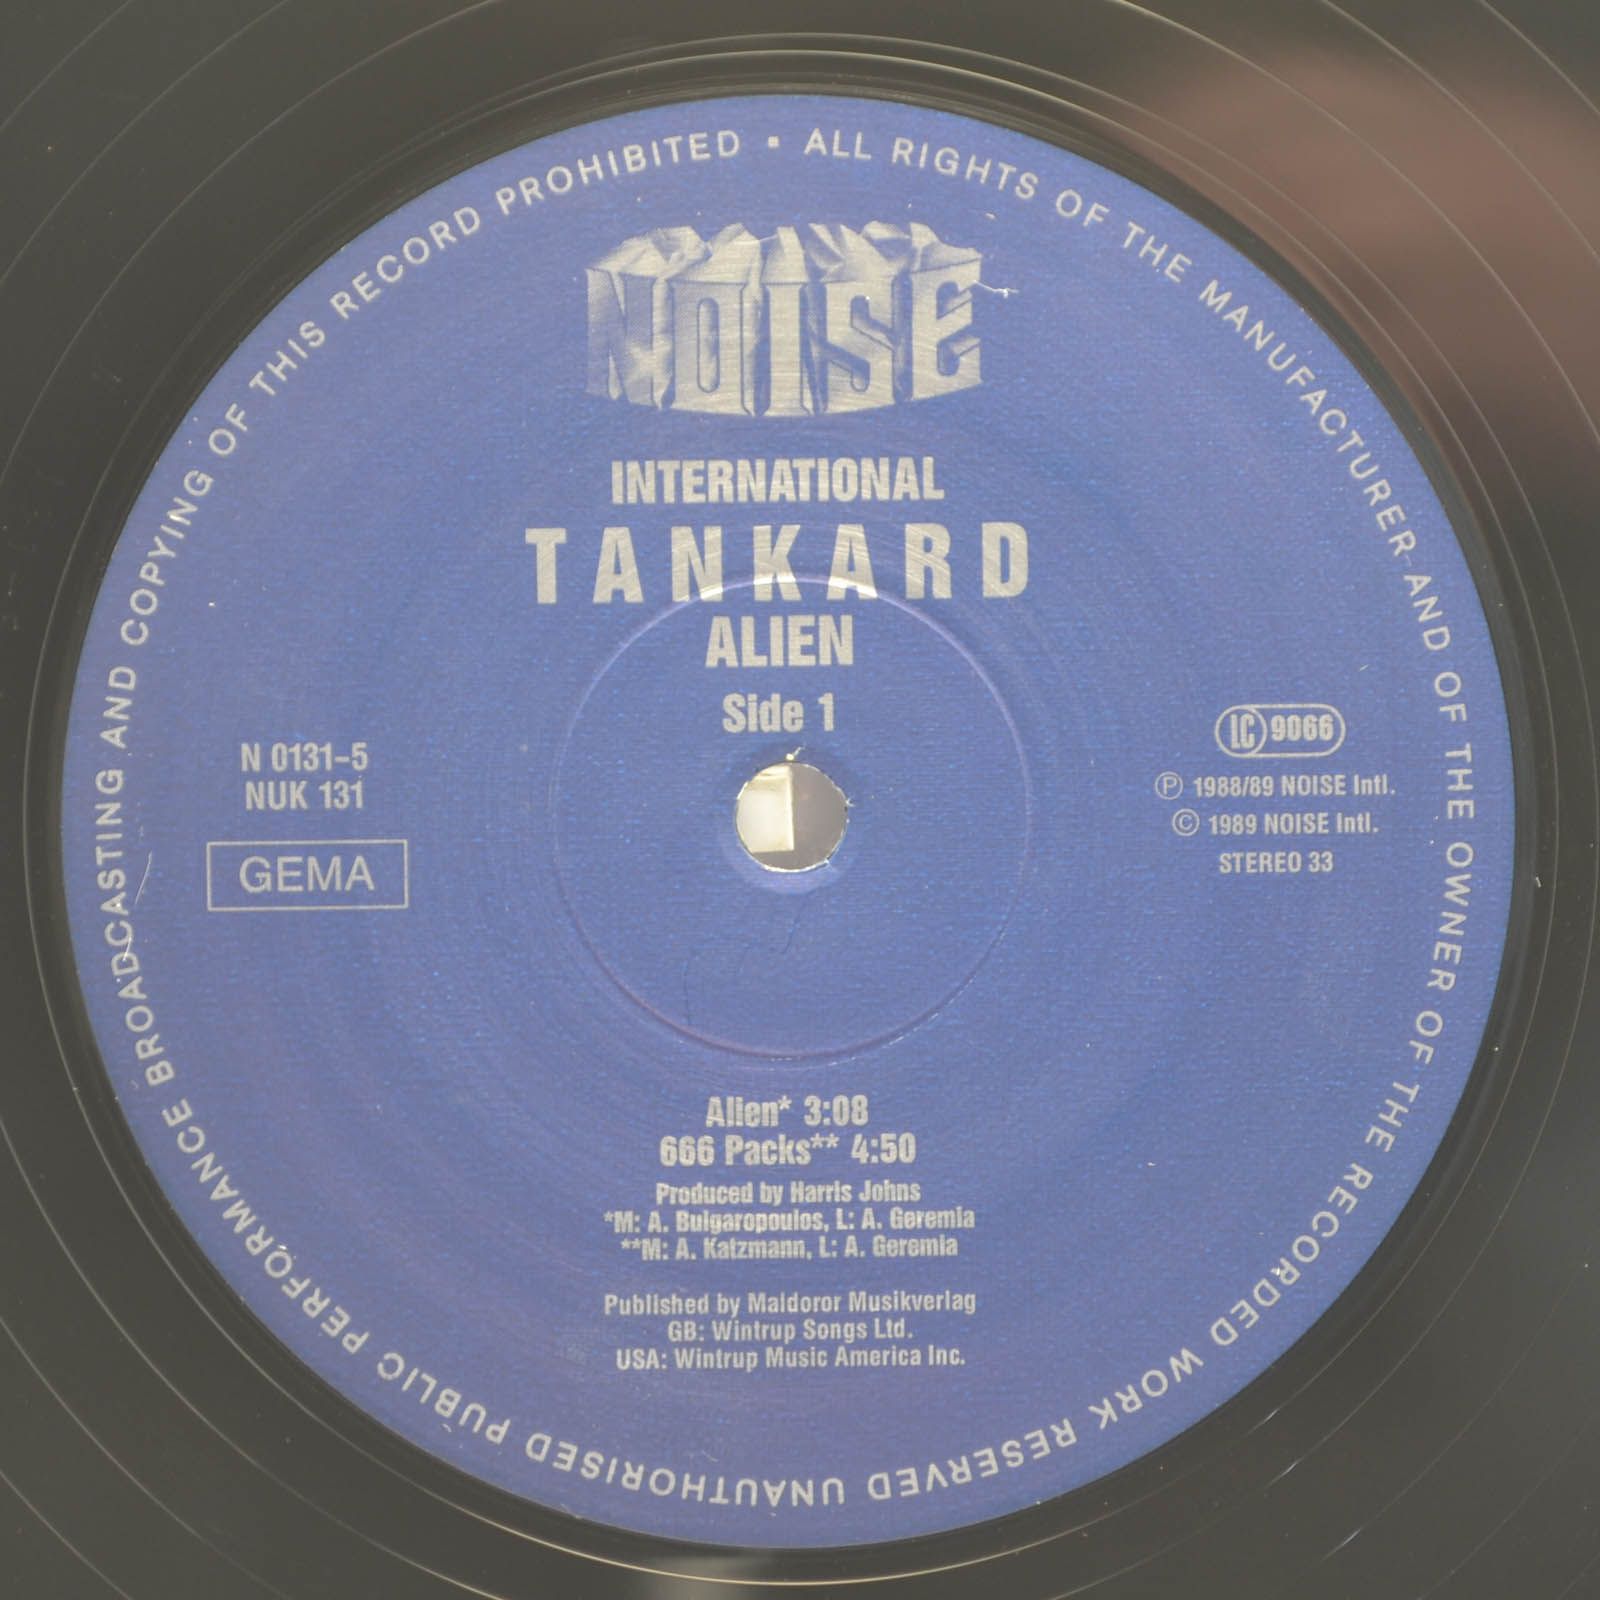 NOISE
INTERNATIONAL
TANKARD
ALIEN
Side 1
N 0131-5
NUK 131
GEMA
LC 9066
Ⓟ 1988/89 NOISE Intl.
© 1989 NOISE Intl.
STEREO 33
Alien* 3:08
666 Packs** 4:50
Produced by Harris Johns
*M: A. Bulgaropoulos, L: A. Geremia
**M: A. Katzmann, L: A. Geremia
Published by Maldoror Musikverlag
GB: Wintrup Songs Ltd.
USA: Wintrup Music America Inc.
ALL RIGHTS OF THE MANUFACTURER AND OF THE OWNER OF THE RECORDED WORK RESERVED UNAUTHORISED PUBLIC PERFORMANCE BROADCASTING AND COPYING OF THIS RECORD PROHIBITED •